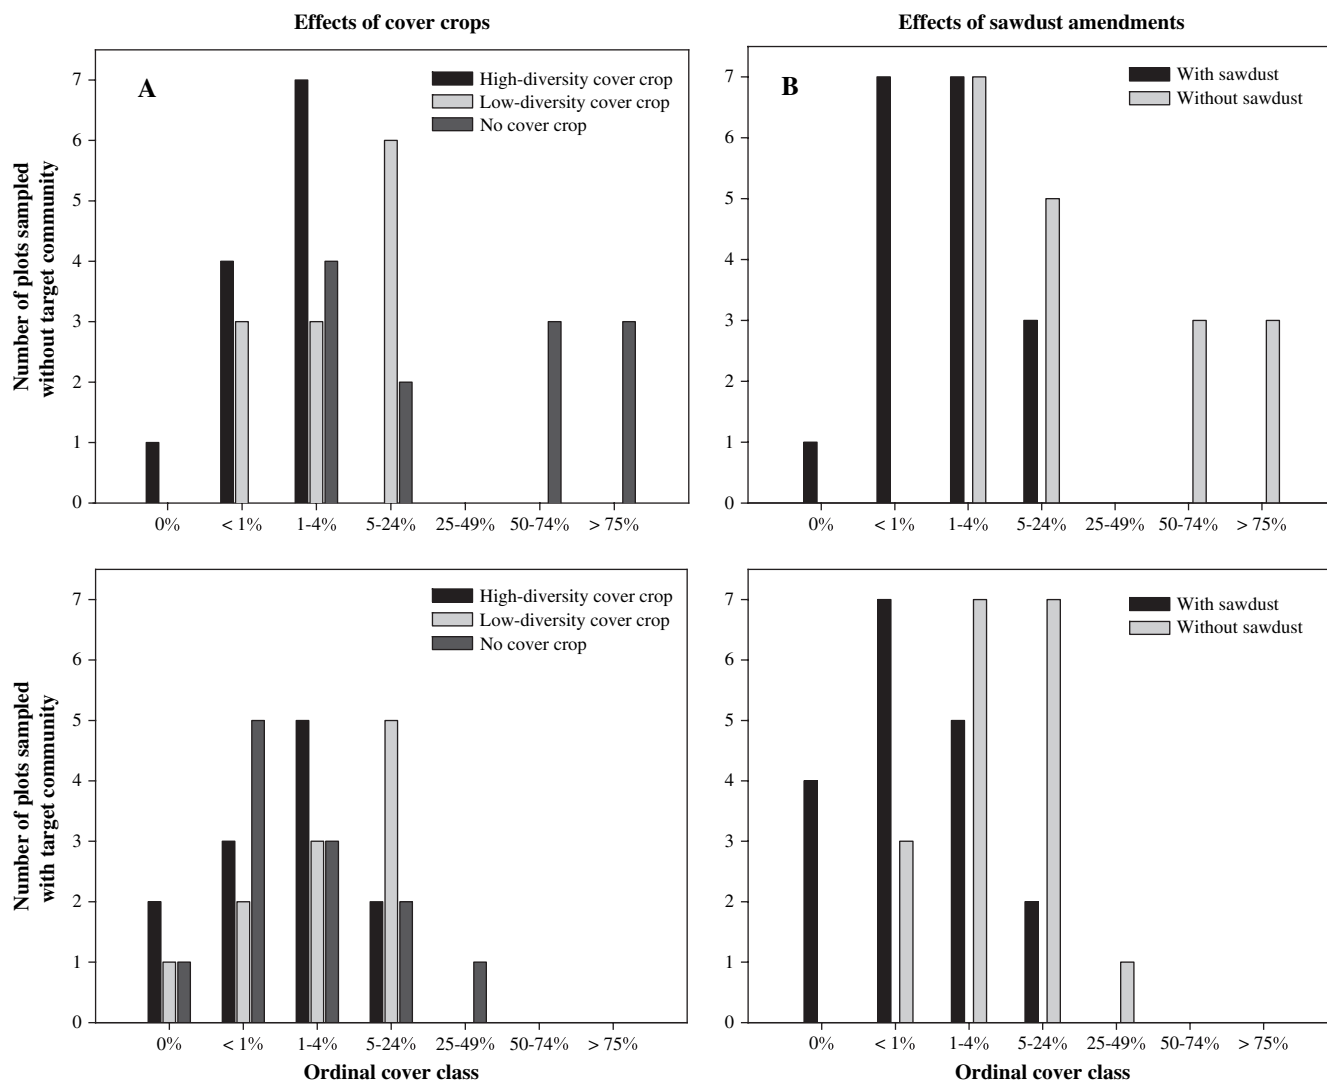 Effects of cover crops
Effects of sawdust amendments
A
High-diversity cover crop
Low-diversity cover crop
No cover crop
Number of plots sampled
without target community
7
6
5
4
3
2
1
0
0% < 1% 1-4% 5-24% 25-49% 50-74% > 75%
B
With sawdust
Without sawdust
7
6
5
4
3
2
1
0
0% < 1% 1-4% 5-24% 25-49% 50-74% > 75%
High-diversity cover crop
Low-diversity cover crop
No cover crop
Number of plots sampled
with target community
7
6
5
4
3
2
1
0
0% < 1% 1-4% 5-24% 25-49% 50-74% > 75%
Ordinal cover class
With sawdust
Without sawdust
7
6
5
4
3
2
1
0
0% < 1% 1-4% 5-24% 25-49% 50-74% > 75%
Ordinal cover class